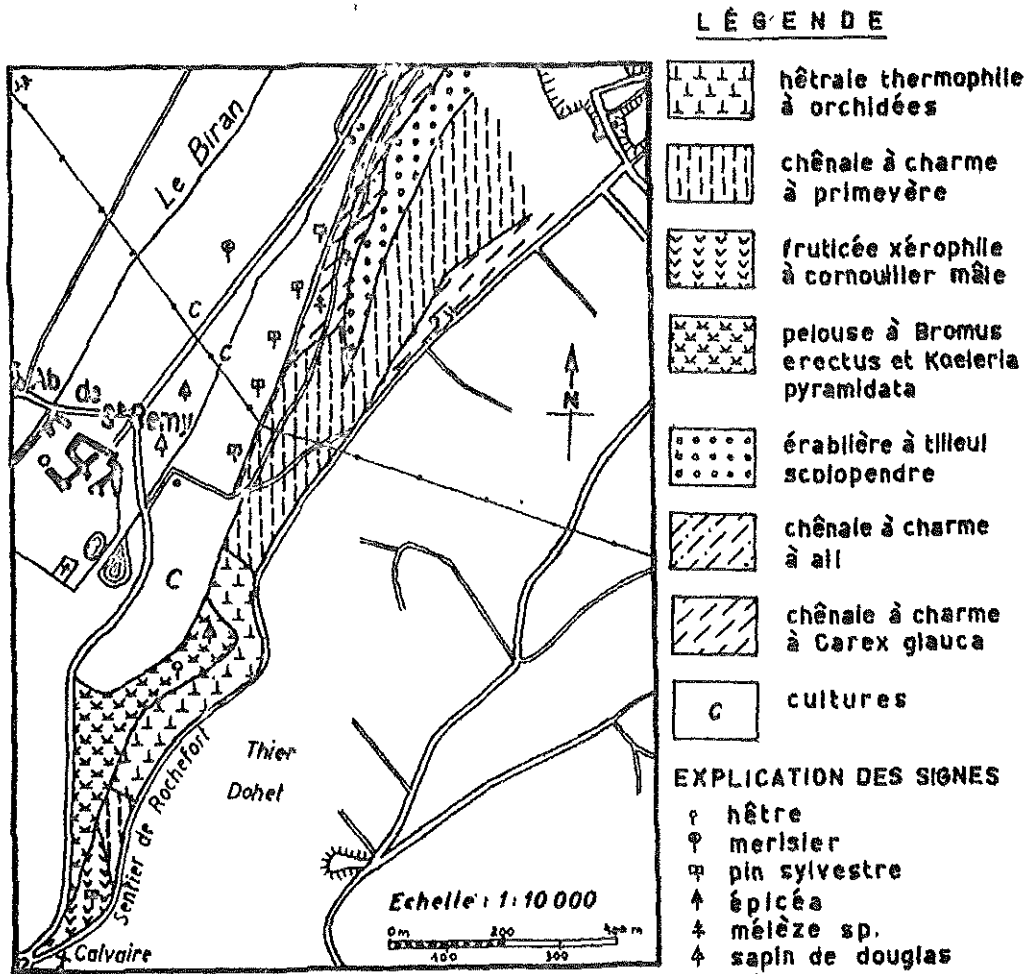 LÉGENDE
hêtraie thermophile
à orchidées
chênaie à charme
à primevère
fruticée xérophile
à cornouiller mâle
pelouse à Bromus
erectus et Koeleria
pyramidata
érablière à tilleul
scolopendre
chênaie à charme
à ail
chênaie à charme
à Carex glauca
C
cultures
EXPLICATION DES SIGNES
hêtre
merisier
pin sylvestre
épicéa
mélèze sp.
sapin de douglas
Le Biran
C
C
Ab. de
St Remy
N
C
Thier
Dohet
Sentier de Rochefort
Calvaire
Echelle : 1:10 000
0m 200 400 m
100 300